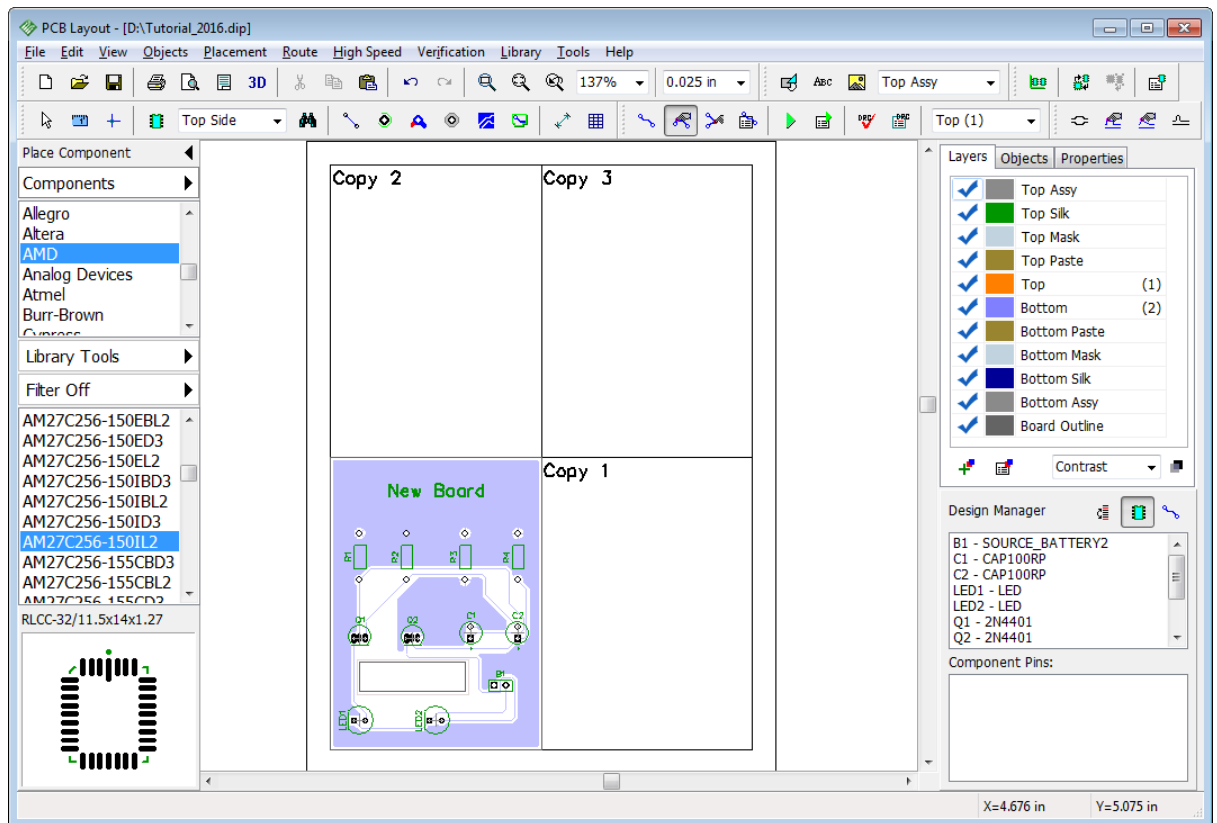 PCB Layout - [D:\Tutorial_2016.dip]
File Edit View Objects Placement Route High Speed Verification Library Tools Help
3D 137% 0.025 in ABC Top Assy
Top Side DRC DRC Top (1)
Place Component
Components
Allegro
Altera
AMD
Analog Devices
Atmel
Burr-Brown
Cypress
Library Tools
Filter Off
AM27C256-150EBL2
AM27C256-150ED3
AM27C256-150EL2
AM27C256-150IBD3
AM27C256-150IBL2
AM27C256-150ID3
AM27C256-150IL2
AM27C256-155CBD3
AM27C256-155CBL2
AM27C256-155CD3
RLCC-32/11.5x14x1.27
Copy 2
Copy 3
Copy 1
New Board
R1 R2 R3 R4
Q1 Q2 C1 C2
B1
LED1 LED2
Layers Objects Properties
Top Assy
Top Silk
Top Mask
Top Paste
Top (1)
Bottom (2)
Bottom Paste
Bottom Mask
Bottom Silk
Bottom Assy
Board Outline
Contrast
Design Manager
B1 - SOURCE_BATTERY2
C1 - CAP100RP
C2 - CAP100RP
LED1 - LED
LED2 - LED
Q1 - 2N4401
Q2 - 2N4401
Component Pins:
X=4.676 in Y=5.075 in